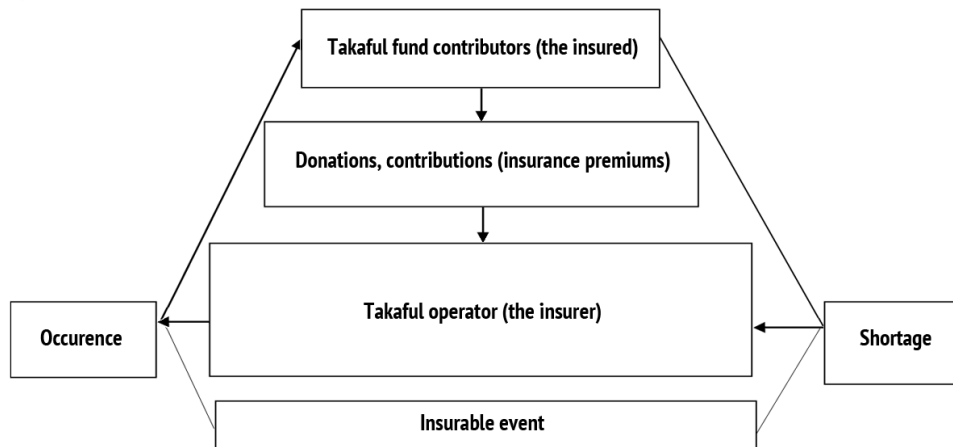 Takaful fund contributors (the insured)
Donations, contributions (insurance premiums)
Takaful operator (the insurer)
Occurence
Shortage
Insurable event